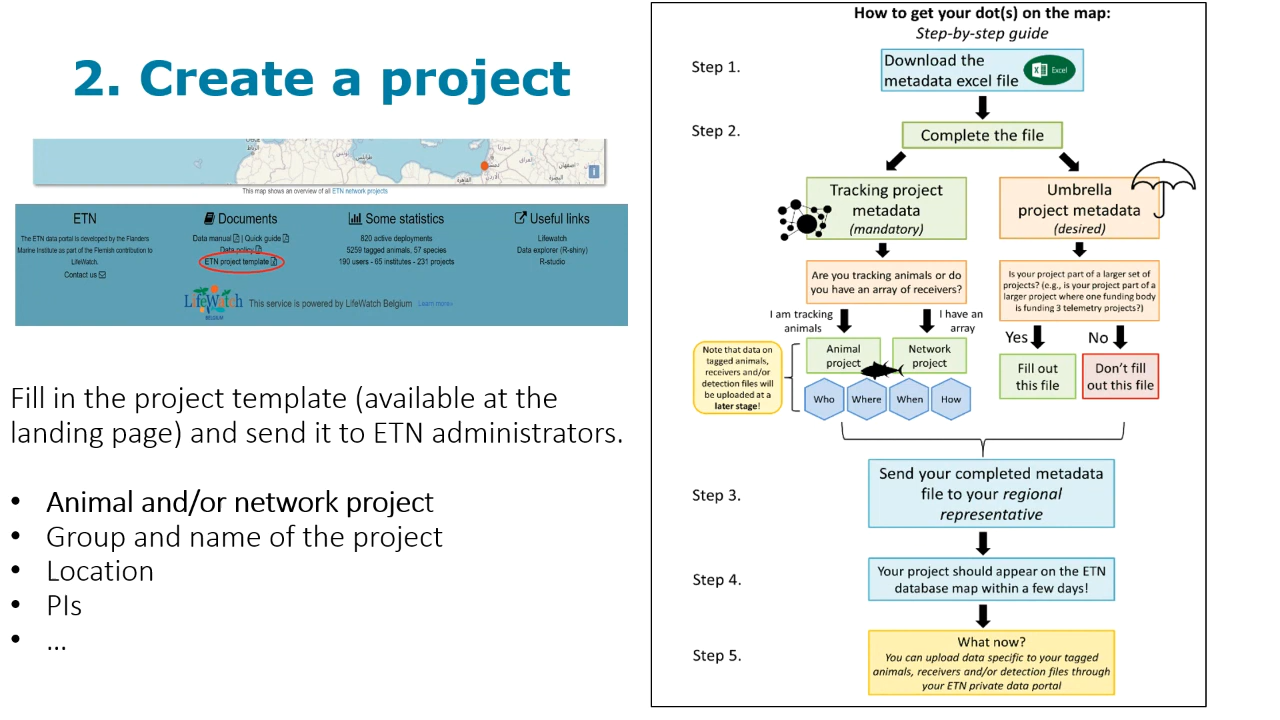 2. Create a project
الرباط
تونس
طرابلس
سوريا
دمشق
الأردن
القاهرة
This map shows an overview of all ETN network projects
ETN
The ETN data portal is developed by the Flanders
Marine Institute as part of the Flemish contribution to
LifeWatch.
Contact us
Documents
Data manual | Quick guide
Data policy
ETN project template
Some statistics
820 active deployments
5259 tagged animals, 57 species
190 users - 65 institutes - 231 projects
Useful links
Lifewatch
Data explorer (R-shiny)
R-studio
LifeWatch
BELGIUM
This service is powered by LifeWatch Belgium Learn more»
Fill in the project template (available at the
landing page) and send it to ETN administrators.
• Animal and/or network project
• Group and name of the project
• Location
• PIs
• ...
How to get your dot(s) on the map:
Step-by-step guide
Step 1.
Download the
metadata excel file
Excel
Step 2.
Complete the file
Tracking project
metadata
(mandatory)
Umbrella
project metadata
(desired)
Are you tracking animals or do
you have an array of receivers?
Is your project part of a larger set of
projects? (e.g., is your project part of a
larger project where one funding body
is funding 3 telemetry projects?)
I am tracking
animals
I have an
array
Yes
No
Note that data on
tagged animals,
receivers and/or
detection files will
be uploaded at a
later stage!
Animal
project
Network
project
Fill out
this file
Don't fill
out this file
Who
Where
When
How
Step 3.
Send your completed metadata
file to your regional
representative
Step 4.
Your project should appear on the ETN
database map within a few days!
Step 5.
What now?
You can upload data specific to your tagged
animals, receivers and/or detection files through
your ETN private data portal